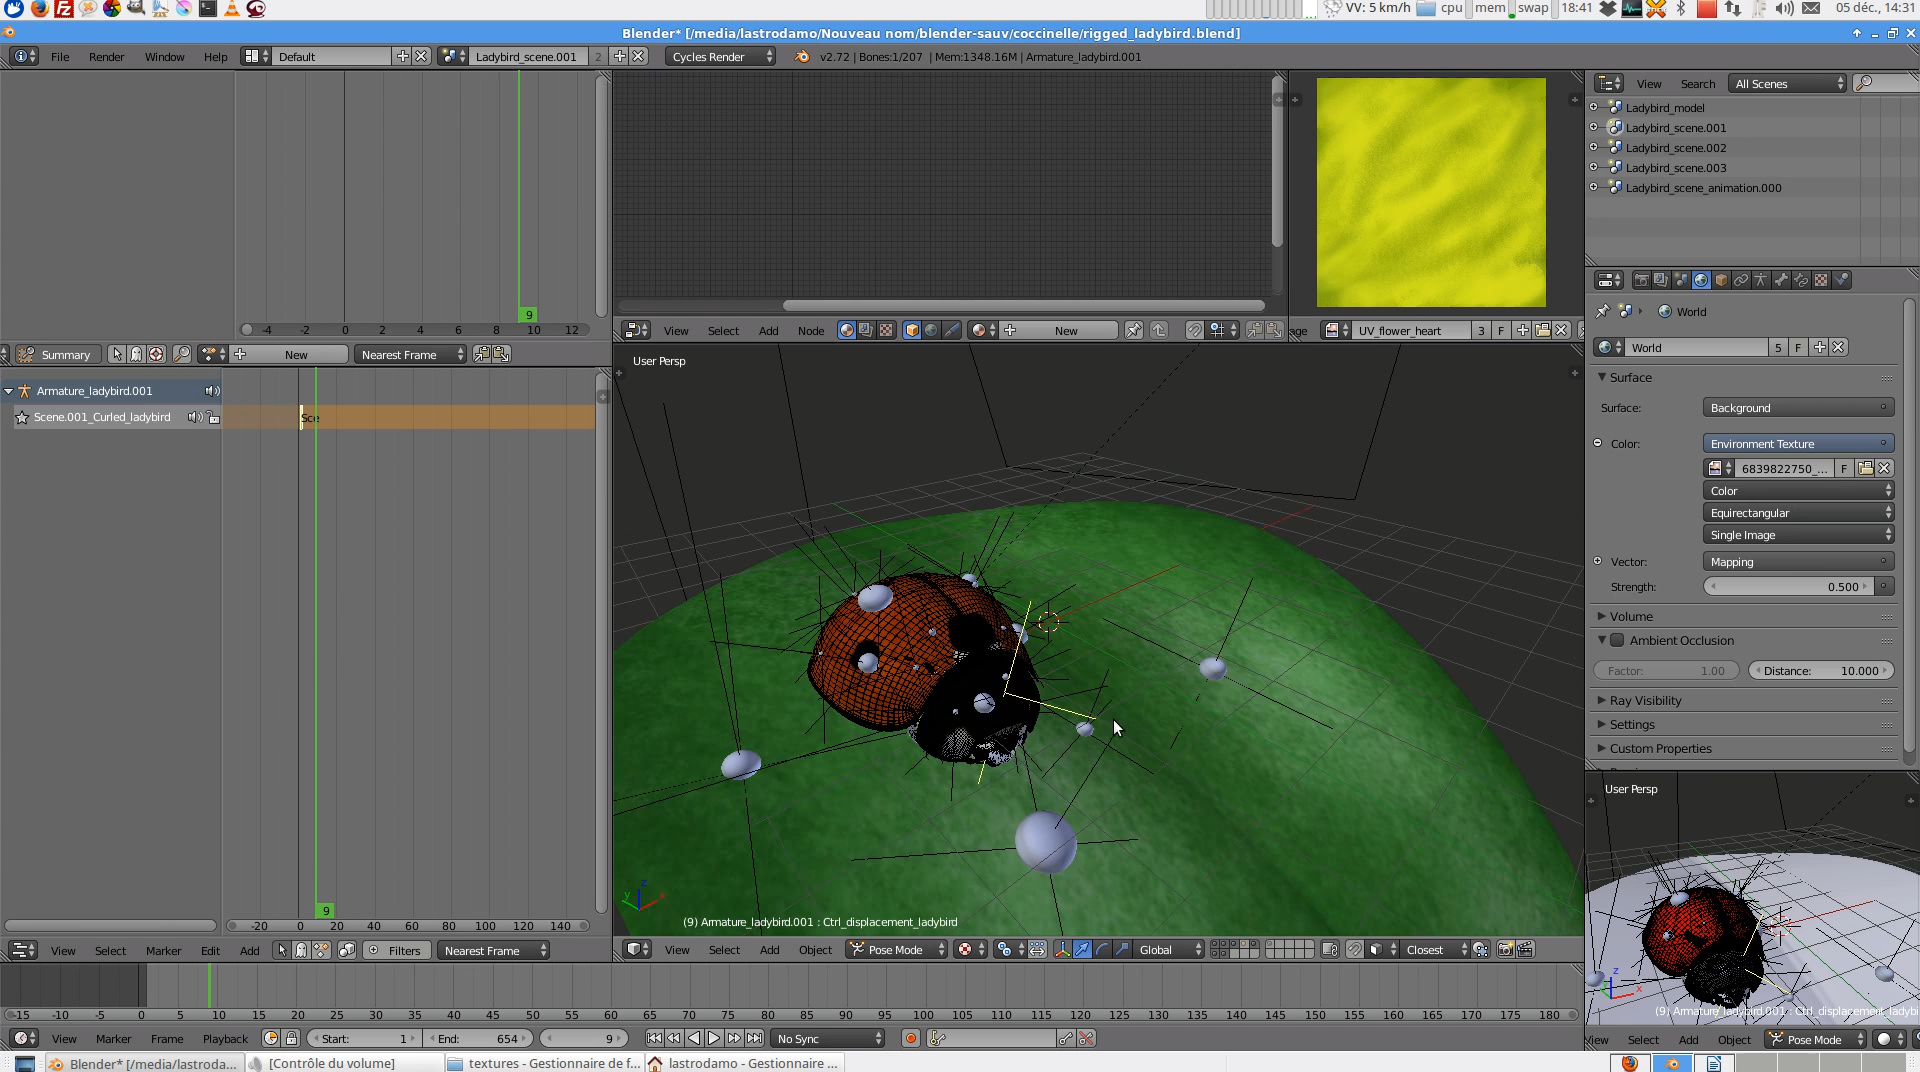 VV: 5 km/h cpu mem swap 18:41 05 déc., 14:31
Blender* [/media/lastrodamo/Nouveau nom/blender-sauv/coccinelle/rigged_ladybird.blend]
File Render Window Help Default Ladybird_scene.001 2 Cycles Render v2.72 | Bones:1/207 | Mem:1348.16M | Armature_ladybird.001
View Search All Scenes
Ladybird_model
Ladybird_scene.001
Ladybird_scene.002
Ladybird_scene.003
Ladybird_scene_animation.000
9
-4 -2 0 2 4 6 8 10 12
View Select Add Node New
age UV_flower_heart 3 F
Summary New Nearest Frame
Armature_ladybird.001
Scene.001_Curled_ladybird
Sce
9
-20 0 20 40 60 80 100 120 140
View Select Marker Edit Add Filters Nearest Frame
User Persp
(9) Armature_ladybird.001 : Ctrl_displacement_ladybird
View Select Add Object Pose Mode Global Closest
World
World 5 F
Surface
Surface: Background
Color: Environment Texture
6839822750_... F
Color
Equirectangular
Single Image
Vector: Mapping
Strength: 0.500
Volume
Ambient Occlusion
Factor: 1.00 Distance: 10.000
Ray Visibility
Settings
Custom Properties
User Persp
(9) Armature_ladybird.001 : Ctrl_displacement_ladybi
View Select Add Object Pose Mode
-15 -10 -5 0 5 10 15 20 25 30 35 40 45 50 55 60 65 70 75 80 85 90 95 100 105 110 115 120 125 130 135 140 145 150 155 160 165 170 175 180
View Marker Frame Playback Start: 1 End: 654 9 No Sync
Blender* [/media/lastroda... [Contrôle du volume] textures - Gestionnaire de f... lastrodamo - Gestionnaire ...